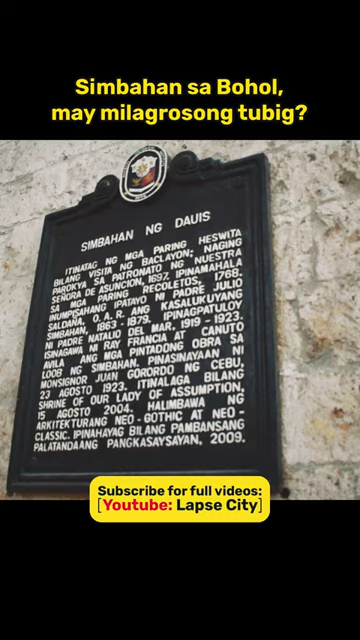 Simbahan sa Bohol,
may milagrosong tubig?
SIMBAHAN NG DAUIS
ITINATAG NG MGA PARING HESWITA
BILANG VISITA NG BACLAYON; NAGING
PAROKYA SA PATRONATO NG NUESTRA
SEÑORA DE ASUNCION, 1697. IPINAMAHALA
SA MGA PARING RECOLETOS, 1768.
INUMPISAHANG IPATAYO NI PADRE JULIO
SALDAÑA, O.A.R. ANG KASALUKUYANG
SIMBAHAN, 1863-1879. IPINAGPATULOY
NI PADRE NATALIO DEL MAR, 1919-1923.
ISINAGAWA NI RAY FRANCIA AT CANUTO
AVILA ANG MGA PINTADONG OBRA SA
LOOB NG SIMBAHAN. PINASINAYAAN NI
MONSIGNOR JUAN GORORDO NG CEBU,
23 AGOSTO 1923. ITINALAGA BILANG
SHRINE OF OUR LADY OF ASSUMPTION,
15 AGOSTO 2004. HALIMBAWA NG
ARKITEKTURANG NEO-GOTHIC AT NEO-
CLASSIC. IPINAHAYAG BILANG PAMBANSANG
PALATANDAANG PANGKASAYSAYAN, 2009.
Subscribe for full videos:
[Youtube: Lapse City]